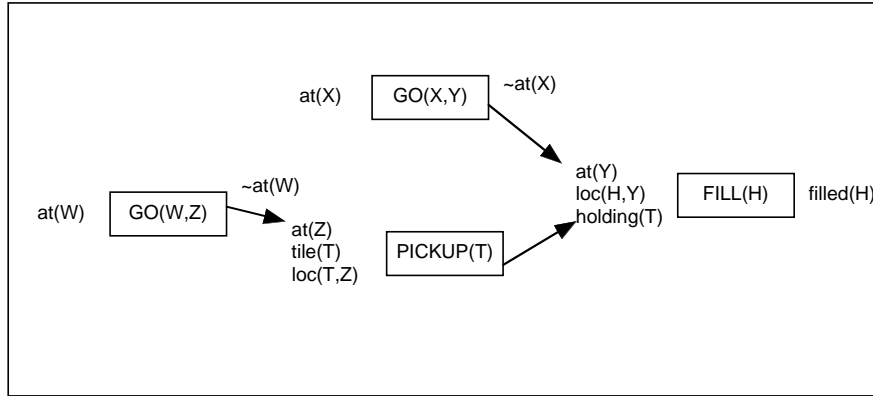 at(X) GO(X,Y) ~at(X)
at(W) GO(W,Z) ~at(W)
at(Y)
loc(H,Y) FILL(H) filled(H)
holding(T)
at(Z)
tile(T) PICKUP(T)
loc(T,Z)